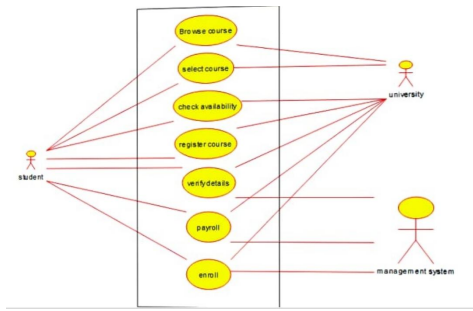 Browse course
select course
check availability
register course
verify details
payroll
enroll
student
university
management system